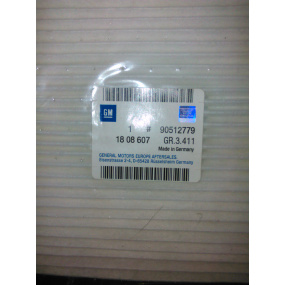 GM
1 # 90512779
18 08 607 GR.3.411
Made in Germany
GENERAL MOTORS EUROPE AFTERSALES